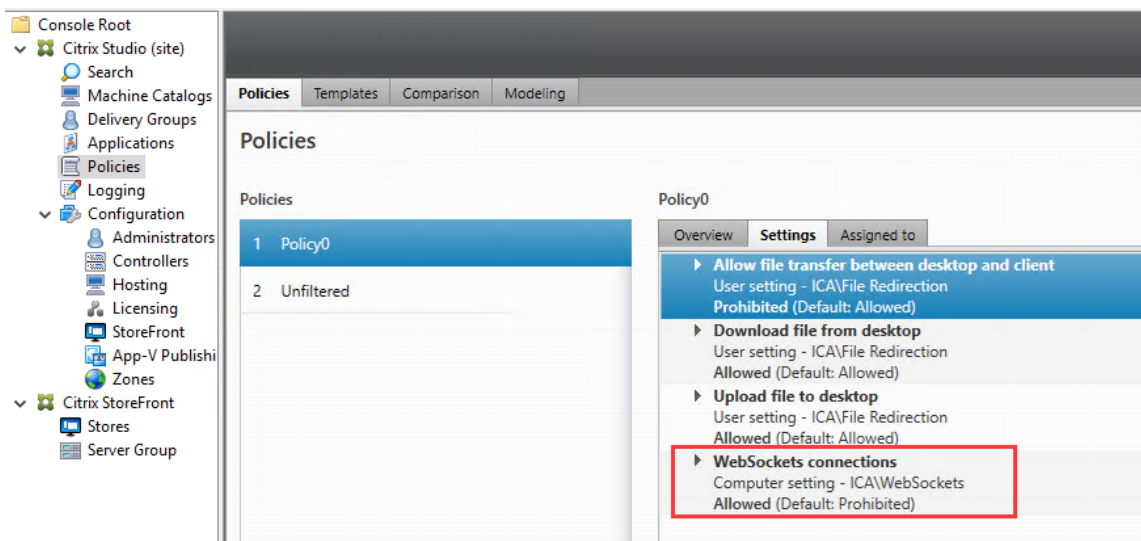 Console Root
Citrix Studio (site)
Search
Machine Catalogs
Delivery Groups
Applications
Policies
Logging
Configuration
Administrators
Controllers
Hosting
Licensing
StoreFront
App-V Publishi
Zones
Citrix StoreFront
Stores
Server Group
Policies Templates Comparison Modeling
Policies
Policies
1 Policy0
2 Unfiltered
Policy0
Overview Settings Assigned to
Allow file transfer between desktop and client
User setting - ICA\File Redirection
Prohibited (Default: Allowed)
Download file from desktop
User setting - ICA\File Redirection
Allowed (Default: Allowed)
Upload file to desktop
User setting - ICA\File Redirection
Allowed (Default: Allowed)
WebSockets connections
Computer setting - ICA\WebSockets
Allowed (Default: Prohibited)